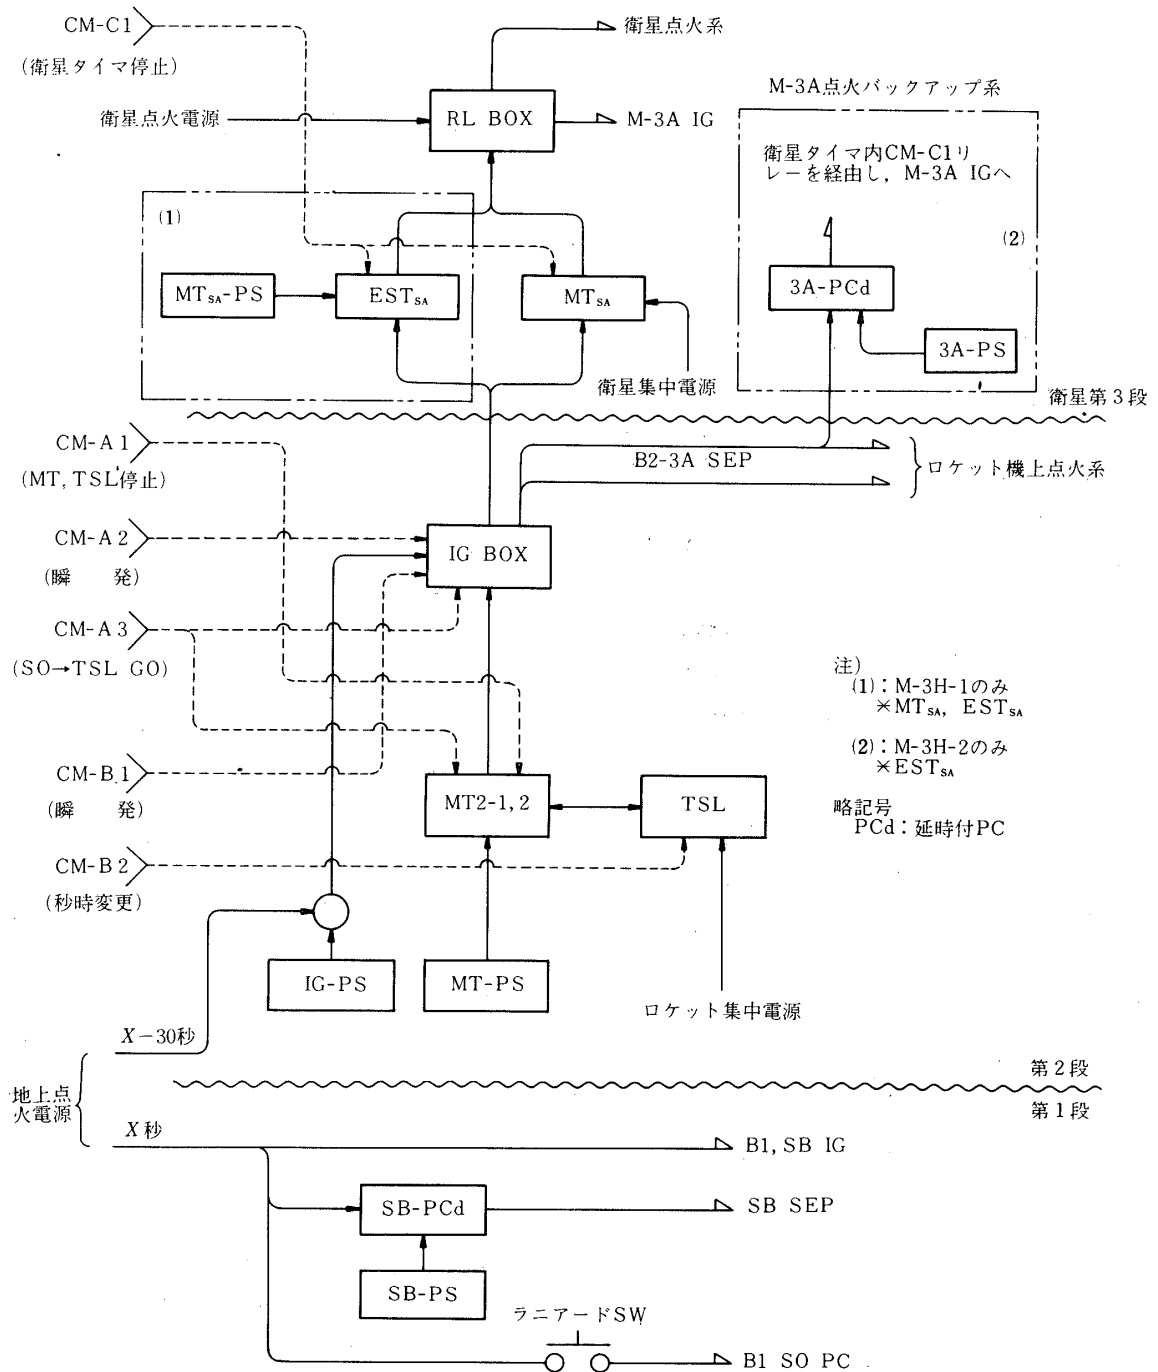 CM-C1
(衛星タイマ停止)
衛星点火系
衛星点火電源
RL BOX
M-3A IG
M-3A点火バックアップ系
衛星タイマ内CM-C1リ
レーを経由し, M-3A IGへ
(1)
(2)
MTSA-PS
ESTSA
MTSA
3A-PCd
3A-PS
衛星集中電源
衛星第3段
CM-A1
(MT, TSL停止)
B2-3A SEP
ロケット機上点火系
CM-A2
(瞬 発)
IG BOX
CM-A3
(SO→TSL GO)
注)
(1): M-3H-1のみ
*MTSA, ESTSA
(2): M-3H-2のみ
*ESTSA
略記号
PCd: 延時付PC
CM-B1
(瞬 発)
MT2-1, 2
TSL
CM-B2
(秒時変更)
IG-PS
MT-PS
ロケット集中電源
X-30秒
第2段
地上点
火電源
第1段
X秒
B1, SB IG
SB-PCd
SB SEP
SB-PS
ラニアードSW
B1 SO PC